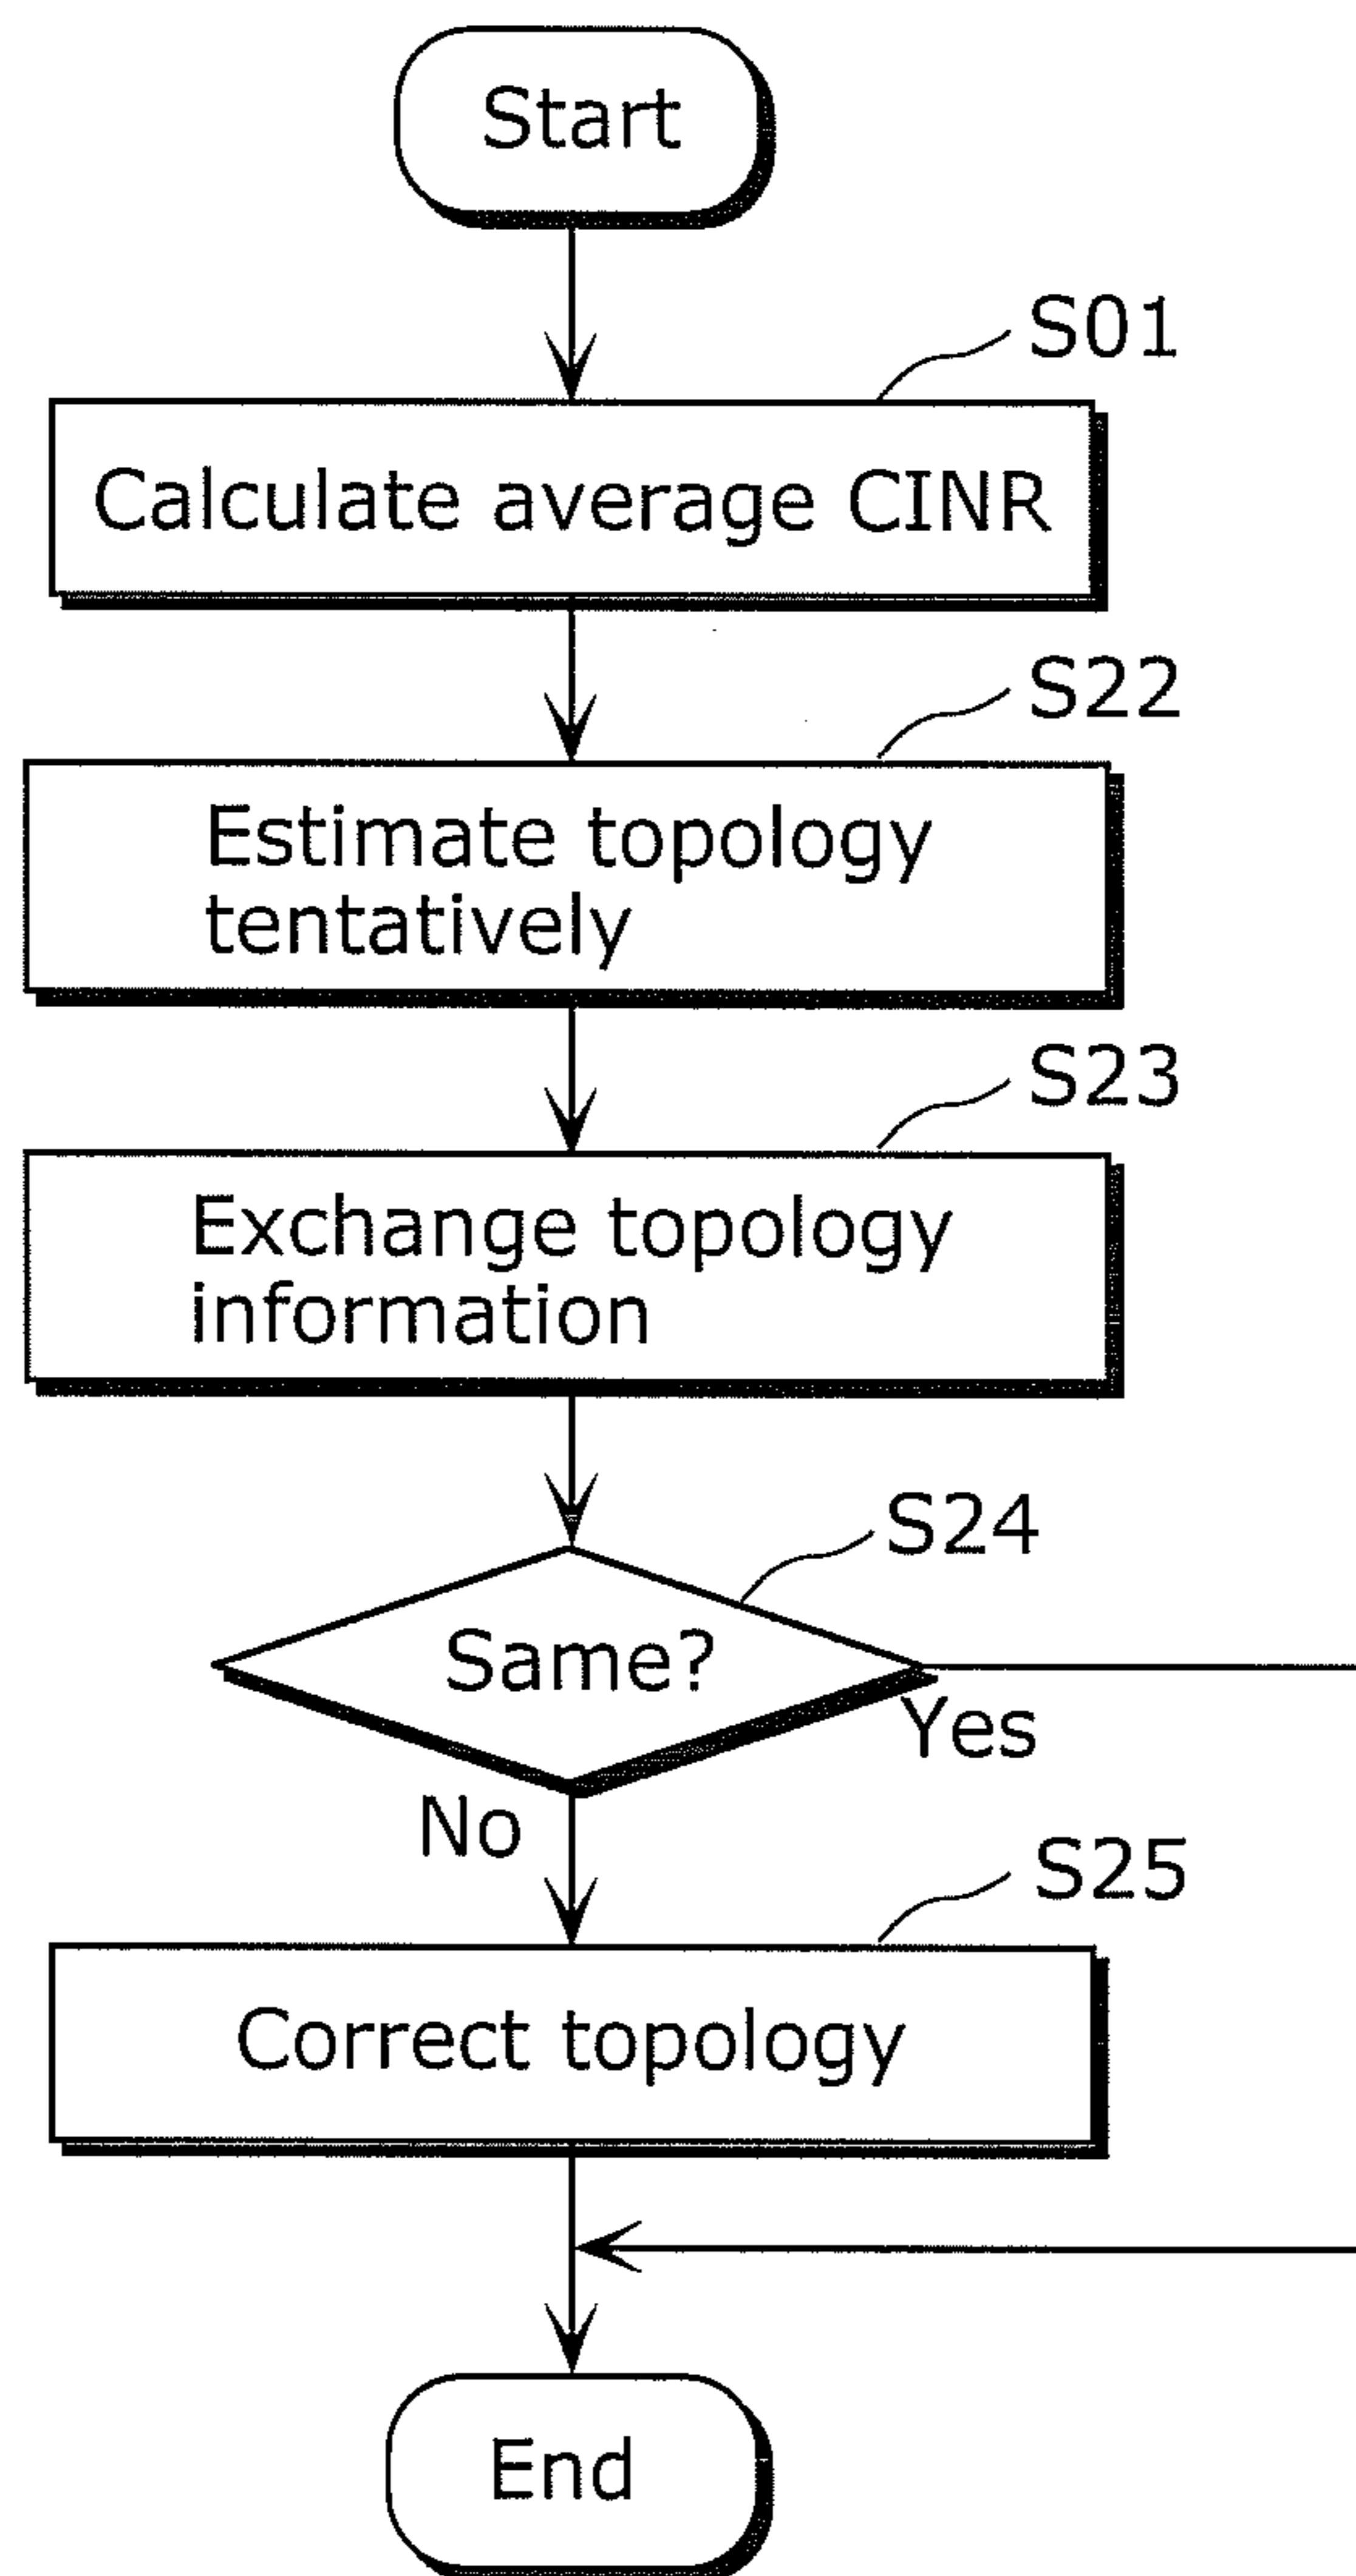 Start
S01
Calculate average CINR
S22
Estimate topology
tentatively
S23
Exchange topology
information
S24
Same?
Yes
No
S25
Correct topology
End